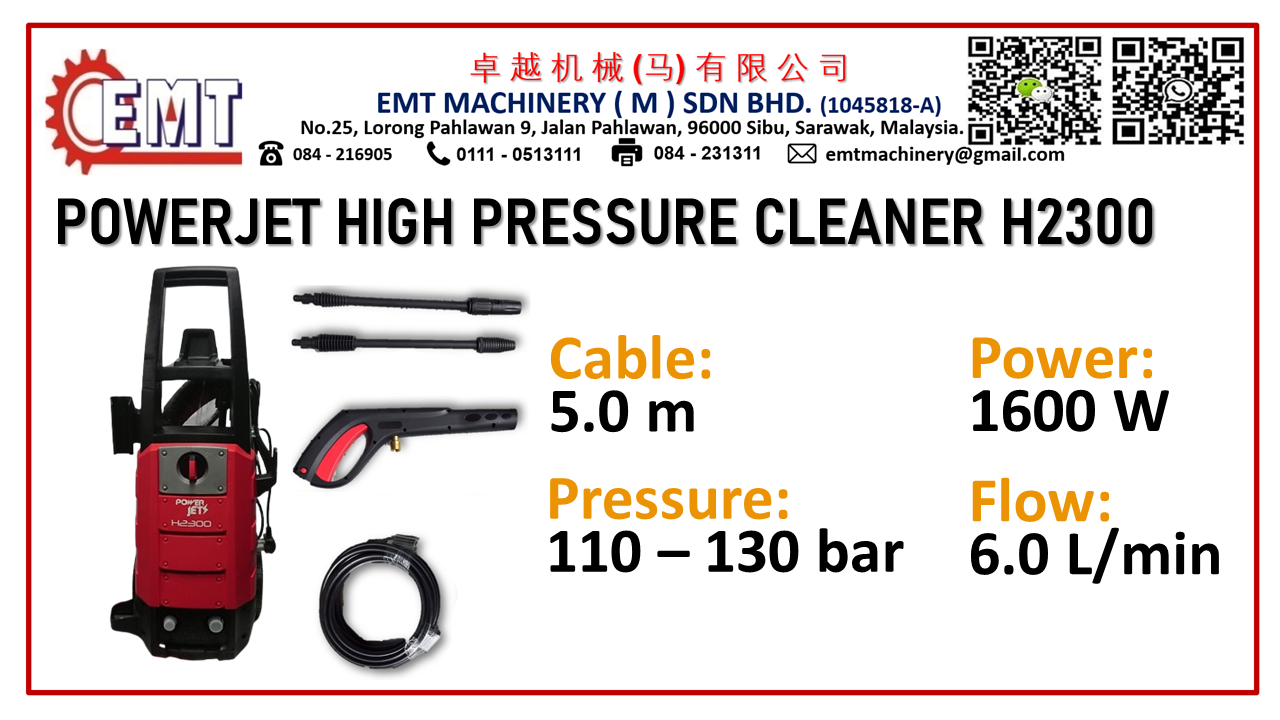 EMT
卓越机械(马)有限公司
EMT MACHINERY ( M ) SDN BHD. (1045818-A)
No.25, Lorong Pahlawan 9, Jalan Pahlawan, 96000 Sibu, Sarawak, Malaysia.
084 - 216905 0111 - 0513111 084 - 231311 emtmachinery@gmail.com
POWERJET HIGH PRESSURE CLEANER H2300
Cable:
5.0 m
Power:
1600 W
Pressure:
110 – 130 bar
Flow:
6.0 L/min
POWER
JET
H2300